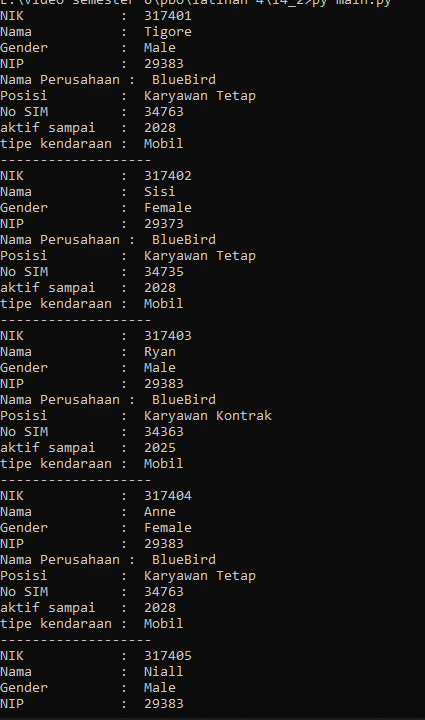 E:\video semester 6\pbo\latihan 4\l4_2>py main.py
NIK            :  317401
Nama           :  Tigore
Gender         :  Male
NIP            :  29383
Nama Perusahaan :  BlueBird
Posisi         :  Karyawan Tetap
No SIM         :  34763
aktif sampai   :  2028
tipe kendaraan :  Mobil
-------------------
NIK            :  317402
Nama           :  Sisi
Gender         :  Female
NIP            :  29373
Nama Perusahaan :  BlueBird
Posisi         :  Karyawan Tetap
No SIM         :  34735
aktif sampai   :  2028
tipe kendaraan :  Mobil
-------------------
NIK            :  317403
Nama           :  Ryan
Gender         :  Male
NIP            :  29383
Nama Perusahaan :  BlueBird
Posisi         :  Karyawan Kontrak
No SIM         :  34363
aktif sampai   :  2025
tipe kendaraan :  Mobil
-------------------
NIK            :  317404
Nama           :  Anne
Gender         :  Female
NIP            :  29383
Nama Perusahaan :  BlueBird
Posisi         :  Karyawan Tetap
No SIM         :  34763
aktif sampai   :  2028
tipe kendaraan :  Mobil
-------------------
NIK            :  317405
Nama           :  Niall
Gender         :  Male
NIP            :  29383